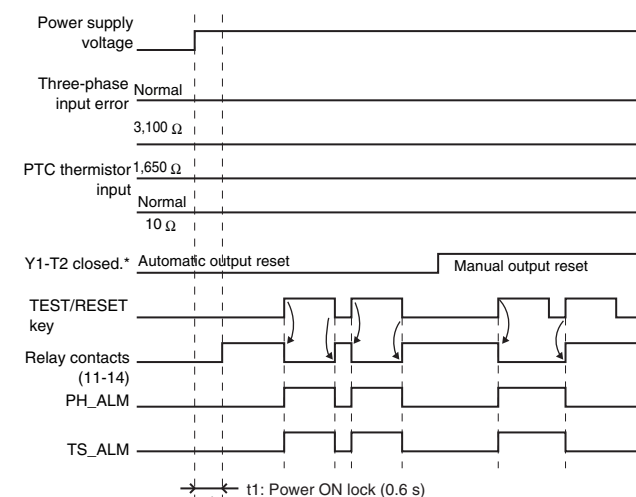 Power supply
voltage
Three-phase
input error
Normal
3,100 Ω
PTC thermistor
input
1,650 Ω
Normal
10 Ω
Y1-T2 closed.*
Automatic output reset
Manual output reset
TEST/RESET
key
Relay contacts
(11-14)
PH_ALM
TS_ALM
t1: Power ON lock (0.6 s)